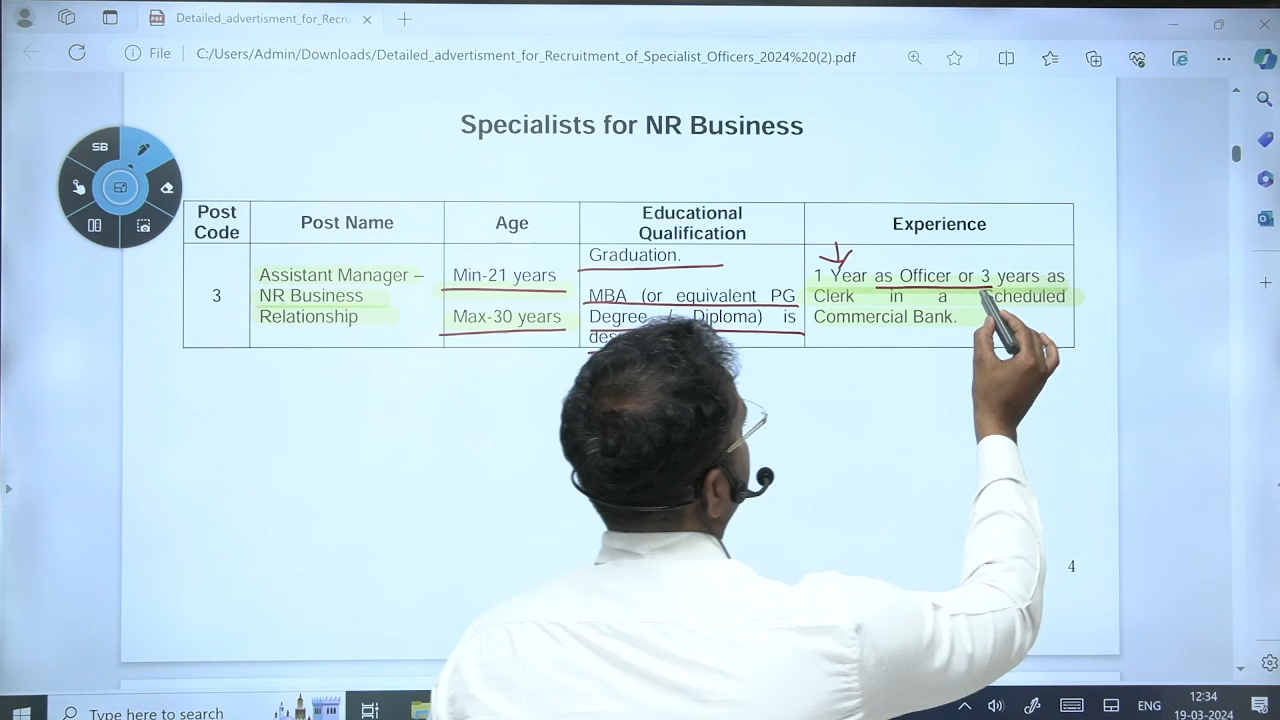 Detailed_advertisment_for_Recru
File
C:/Users/Admin/Downloads/Detailed_advertisment_for_Recruitment_of_Specialist_Officers_2024%20(2).pdf
SB
Specialists for NR Business
Post Code
Post Name
Age
Educational Qualification
Experience
3
Assistant Manager –
NR Business
Relationship
Min-21 years
Max-30 years
Graduation.
MBA (or equivalent PG
Degree / Diploma) is
1 Year as Officer or 3 years as
Clerk in a Scheduled
Commercial Bank.
4
Type here to search
ENG
12:34
19-03-2024